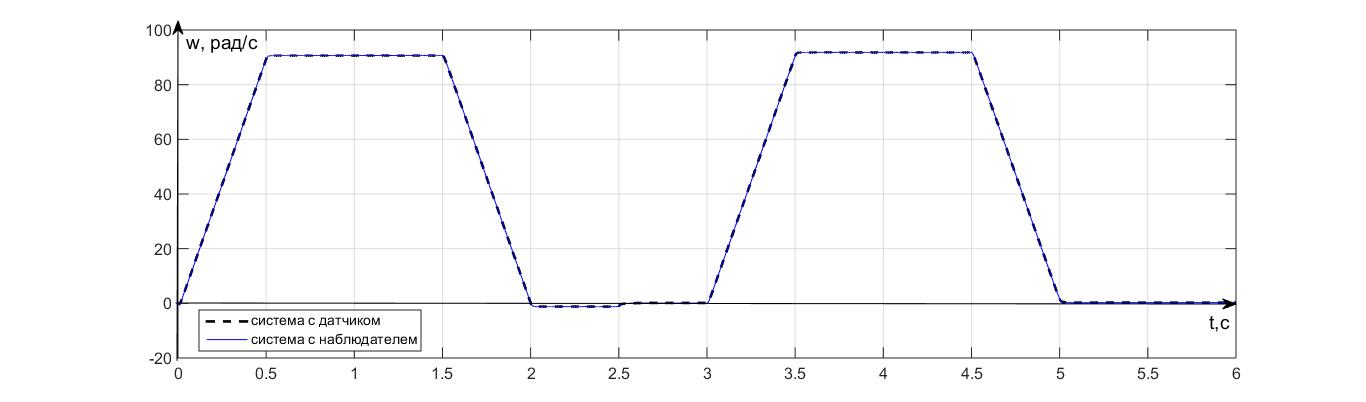 100
w, рад/с
80
60
40
20
0
система с датчиком
t,с
система с наблюдателем
-20
0 0.5 1 1.5 2 2.5 3 3.5 4 4.5 5 5.5 6